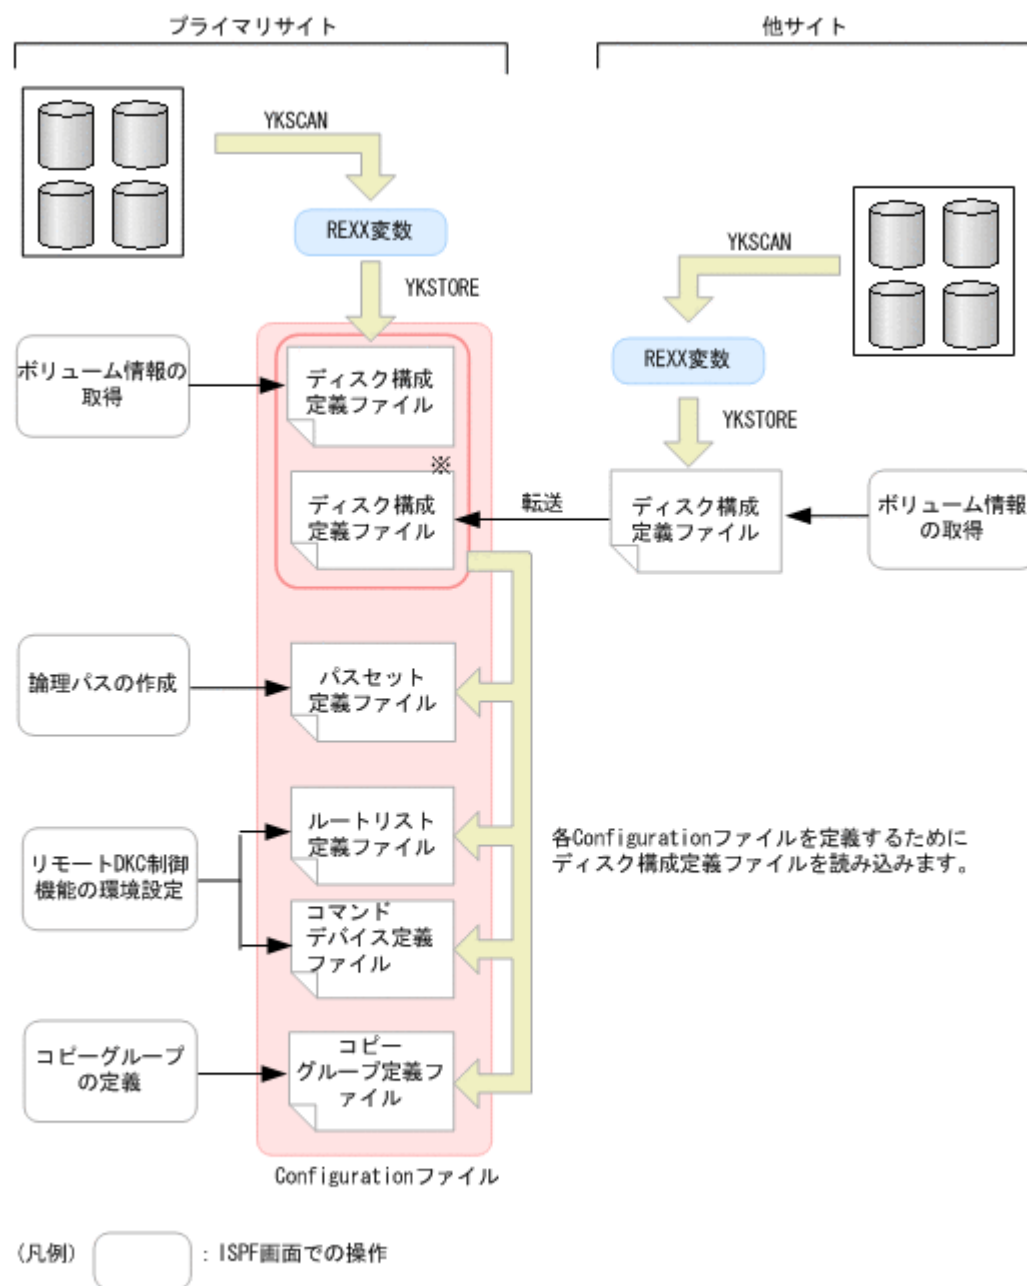 プライマリサイト
他サイト
YKSCAN
REXX変数
YKSTORE
YKSCAN
REXX変数
YKSTORE
ボリューム情報の
取得
ディスク構成
定義ファイル
※
ディスク構成
定義ファイル
転送
ディスク構成
定義ファイル
ボリューム情報
の取得
論理パスの作成
パスセット
定義ファイル
リモートDKC制御
機能の環境設定
ルートリスト
定義ファイル
コマンド
デバイス定義
ファイル
各Configurationファイルを定義するために
ディスク構成定義ファイルを読み込みます。
コピーグループ
の定義
コピー
グループ定義フ
ァイル
Configurationファイル
(凡例)
: ISPF画面での操作